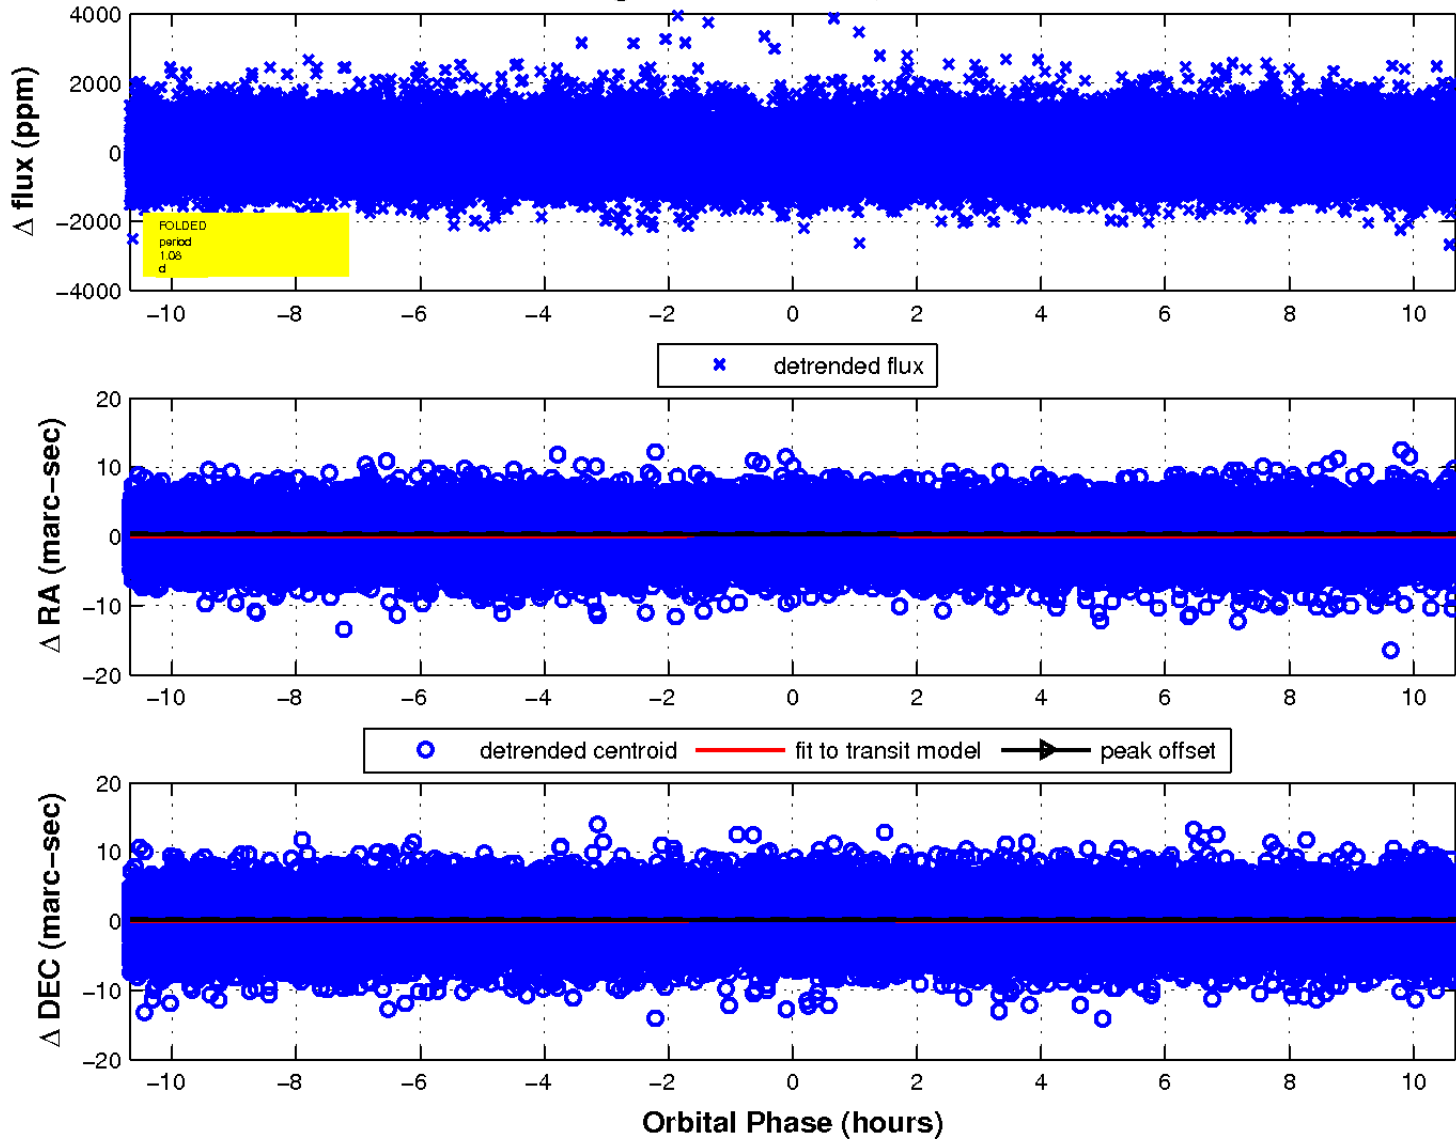 4000
2000
0
−2000
−4000
Δ flux (ppm)
FOLDED
period
1.08
d
−10 −8 −6 −4 −2 0 2 4 6 8 10
detrended flux
20
10
0
−10
−20
Δ RA (marc−sec)
−10 −8 −6 −4 −2 0 2 4 6 8 10
detrended centroid fit to transit model peak offset
20
10
0
−10
−20
Δ DEC (marc−sec)
−10 −8 −6 −4 −2 0 2 4 6 8 10
Orbital Phase (hours)